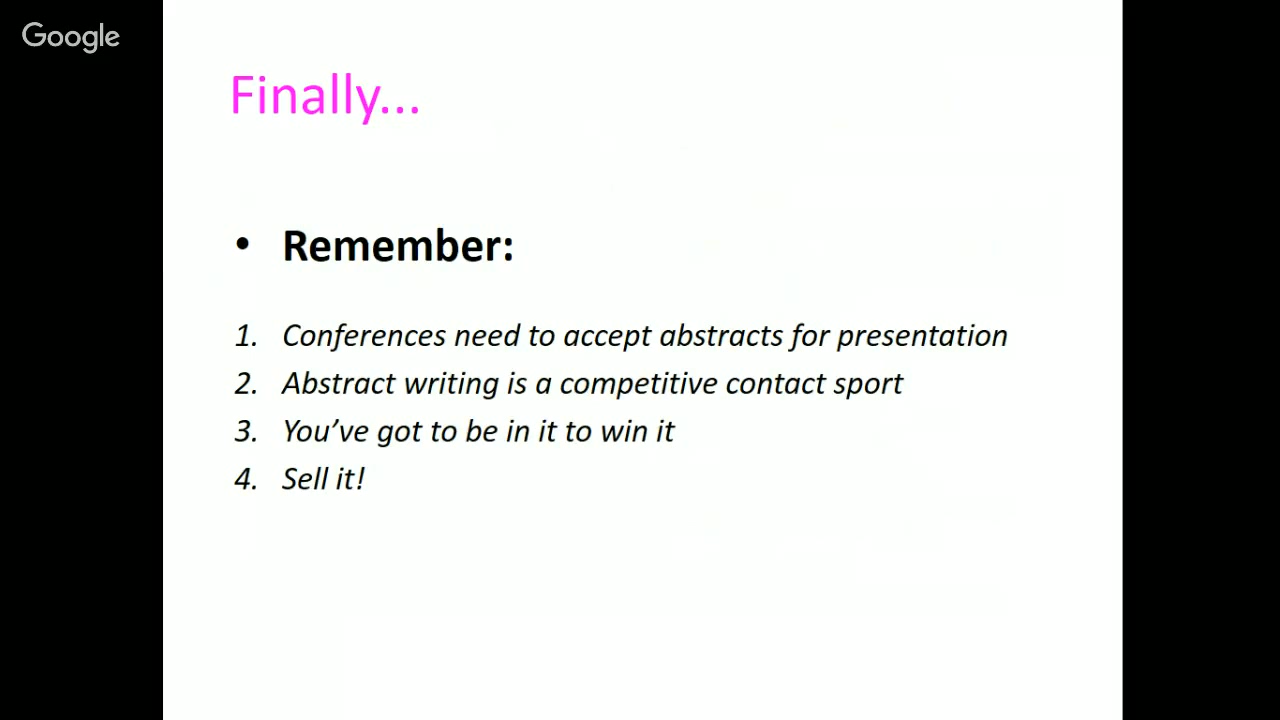 Google
Finally...
• Remember:
1. Conferences need to accept abstracts for presentation
2. Abstract writing is a competitive contact sport
3. You’ve got to be in it to win it
4. Sell it!